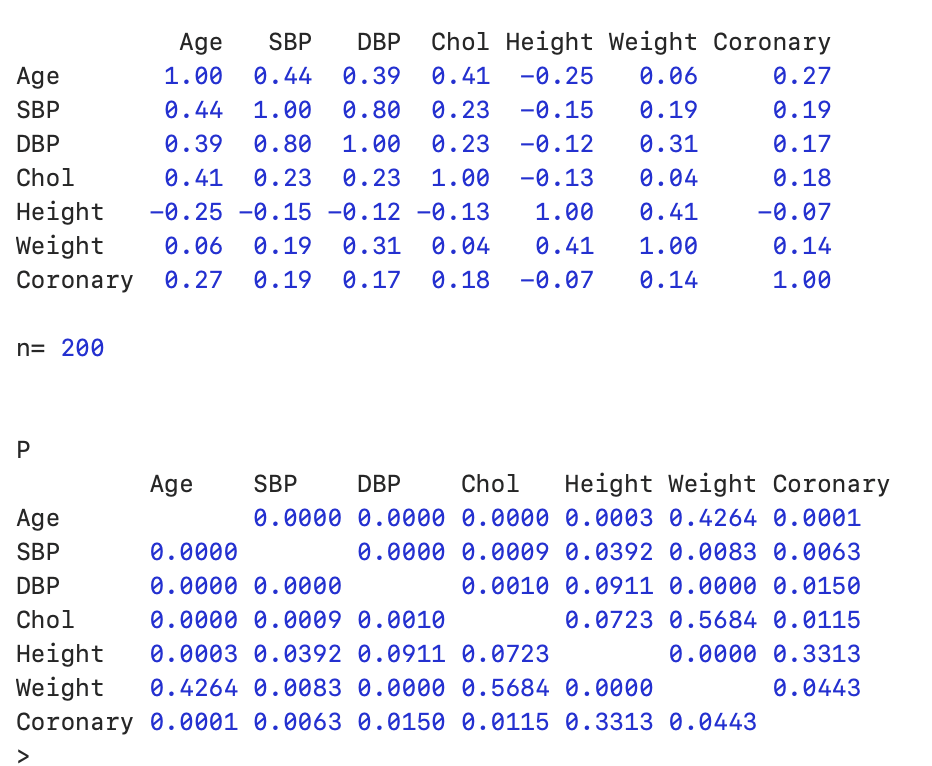 Age SBP DBP Chol Height Weight Coronary
Age 1.00 0.44 0.39 0.41 −0.25 0.06 0.27
SBP 0.44 1.00 0.80 0.23 −0.15 0.19 0.19
DBP 0.39 0.80 1.00 0.23 −0.12 0.31 0.17
Chol 0.41 0.23 0.23 1.00 −0.13 0.04 0.18
Height −0.25 −0.15 −0.12 −0.13 1.00 0.41 −0.07
Weight 0.06 0.19 0.31 0.04 0.41 1.00 0.14
Coronary 0.27 0.19 0.17 0.18 −0.07 0.14 1.00
n= 200
P
Age SBP DBP Chol Height Weight Coronary
Age 0.0000 0.0000 0.0000 0.0003 0.4264 0.0001
SBP 0.0000 0.0000 0.0009 0.0392 0.0083 0.0063
DBP 0.0000 0.0000 0.0010 0.0911 0.0000 0.0150
Chol 0.0000 0.0009 0.0010 0.0723 0.5684 0.0115
Height 0.0003 0.0392 0.0911 0.0723 0.0000 0.3313
Weight 0.4264 0.0083 0.0000 0.5684 0.0000 0.0443
Coronary 0.0001 0.0063 0.0150 0.0115 0.3313 0.0443
>